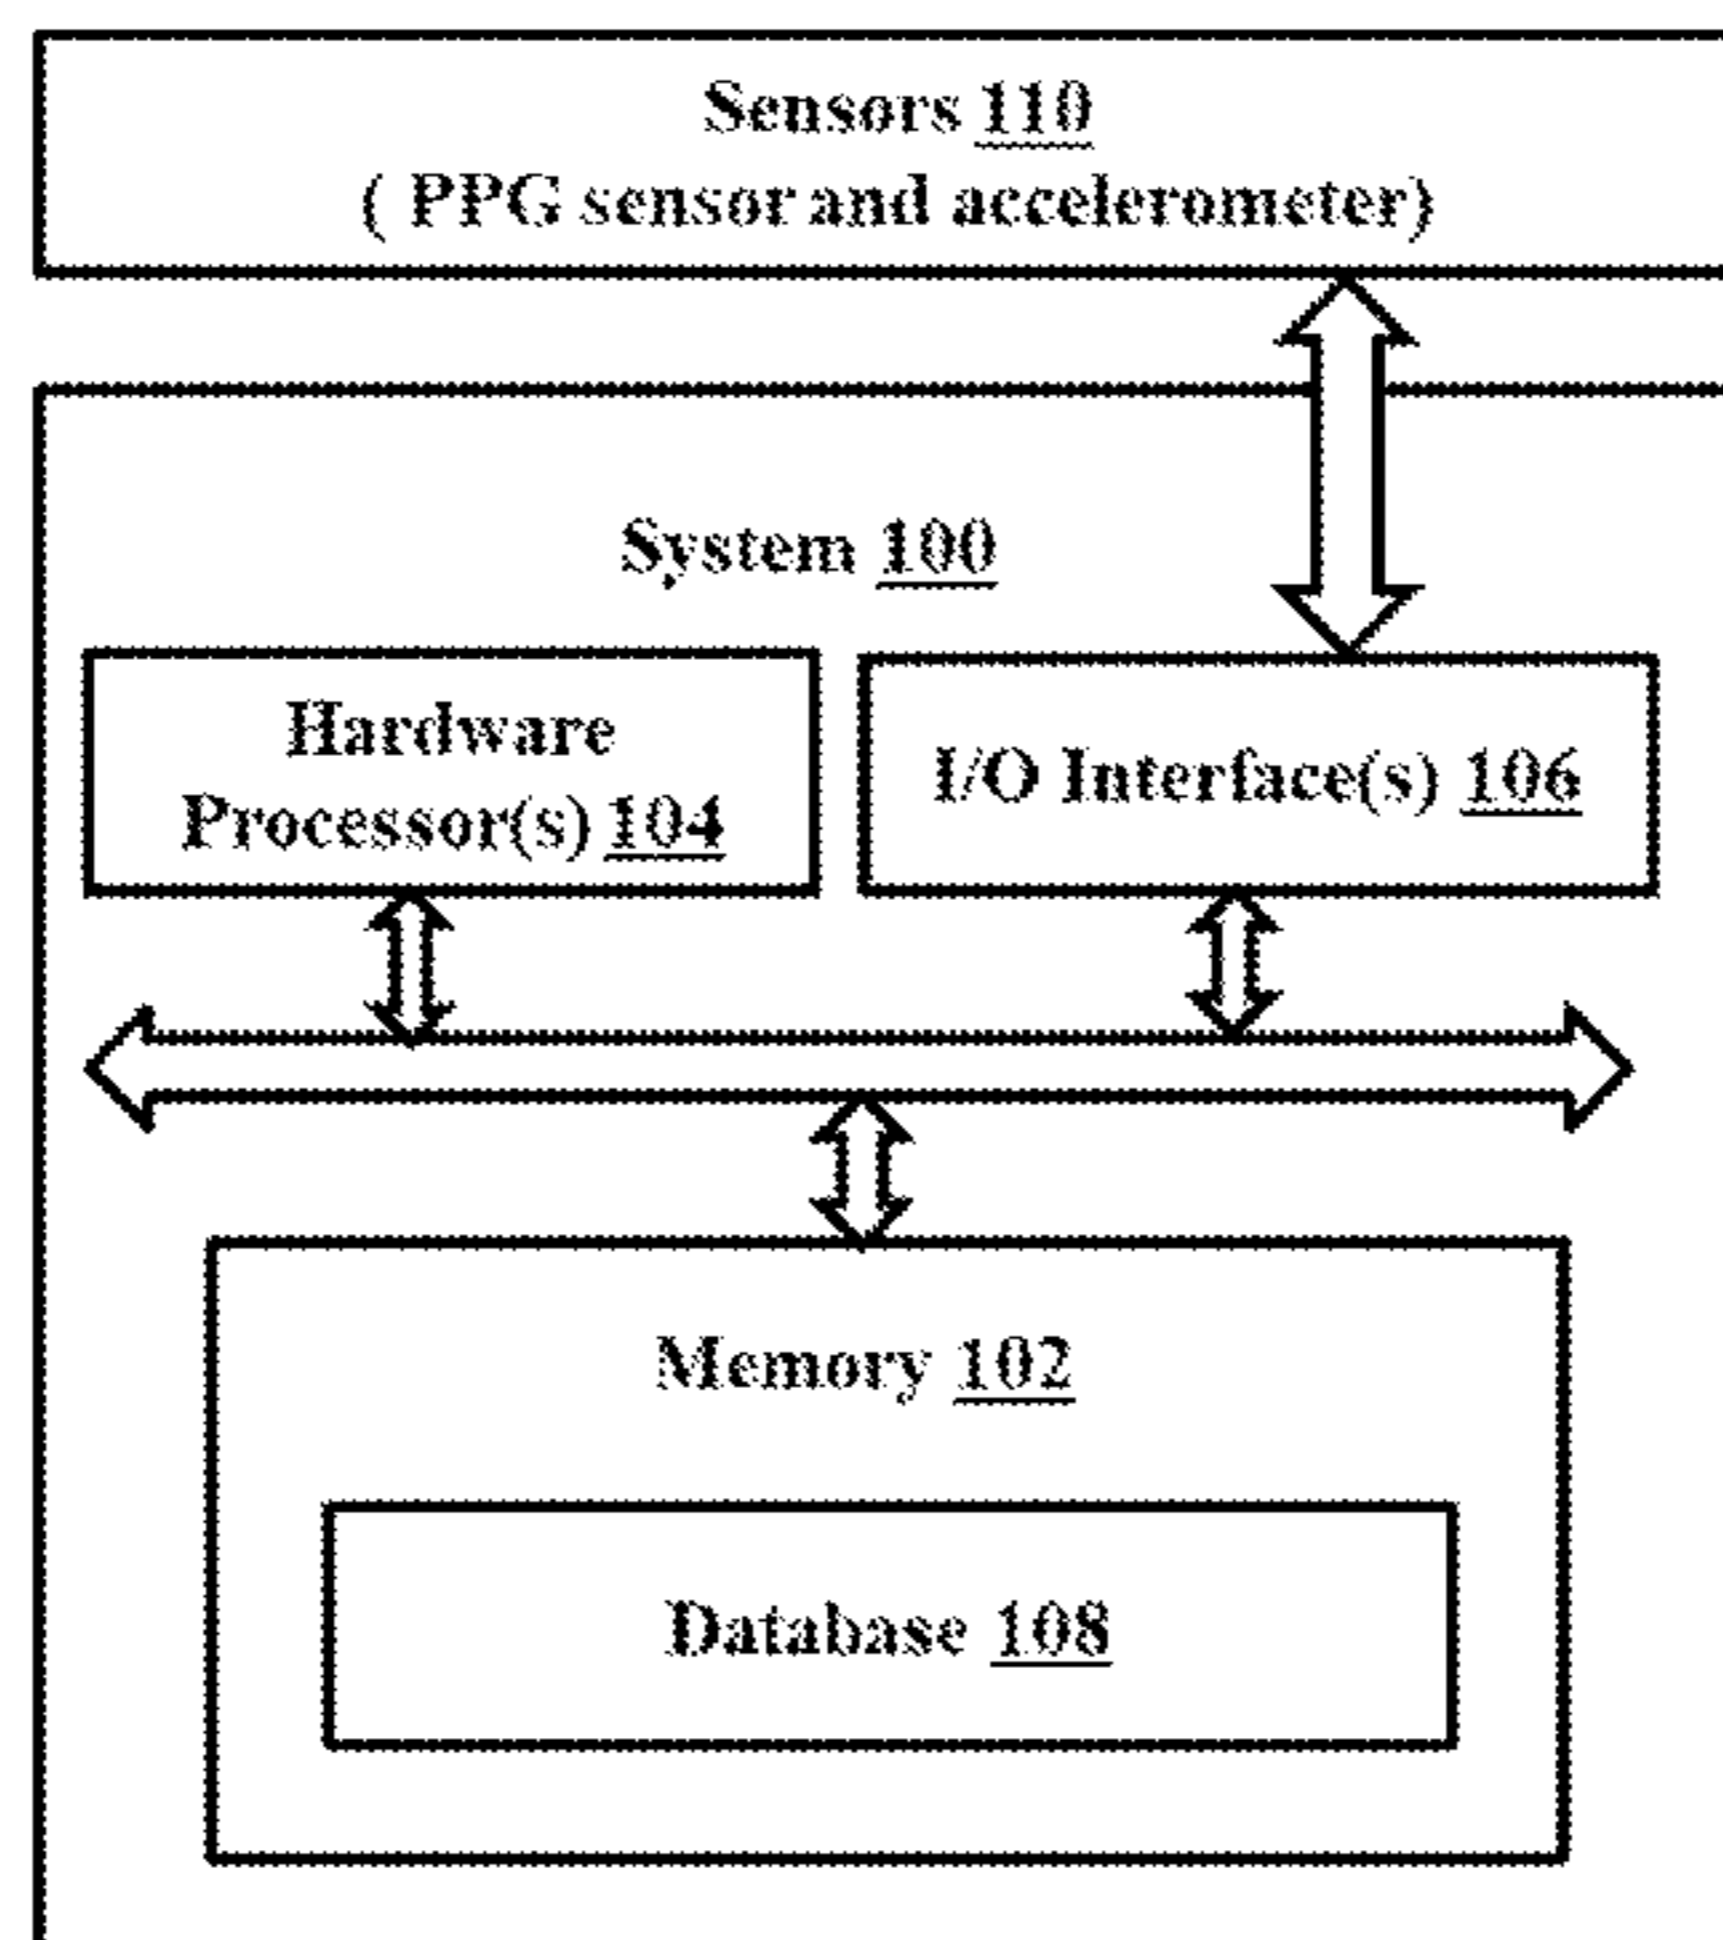 Sensors 110
( PPG sensor and accelerometer)
System 100
Hardware
Processor(s) 104
I/O Interface(s) 106
Memory 102
Database 108